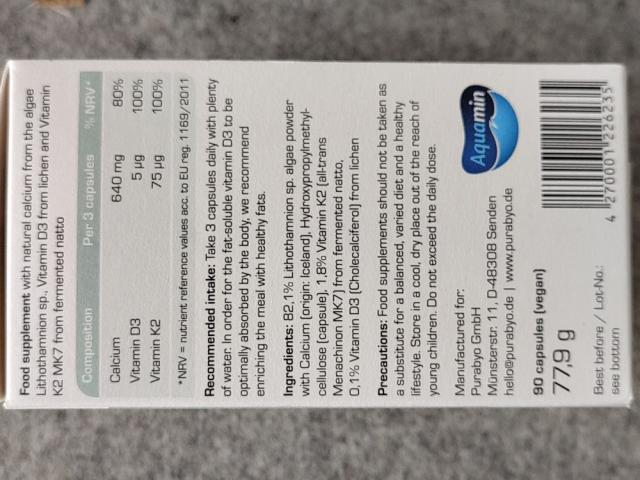 Food supplement with natural calcium from the algae
Lithothamnion sp., Vitamin D3 from lichen and Vitamin
K2 MK7 from fermented natto
Composition Per 3 capsules % NRV*
Calcium 640 mg 80%
Vitamin D3 5 µg 100%
Vitamin K2 75 µg 100%
*NRV = nutrient reference values acc. to EU reg. 1169/2011
Recommended intake: Take 3 capsules daily with plenty
of water. In order for the fat-soluble vitamin D3 to be
optimally absorbed by the body, we recommend
enriching the meal with healthy fats.
Ingredients: 82,1% Lithothamnion sp. algae powder
with Calcium [origin: Iceland], Hydroxypropylmethyl-
cellulose [capsule], 1,8% Vitamin K2 [all-trans
Menachinon MK7] from fermented natto,
0,1% Vitamin D3 [Cholecalciferol] from lichen
Precautions: Food supplements should not be taken as
a substitute for a balanced, varied diet and a healthy
lifestyle. Store in a cool, dry place out of the reach of
young children. Do not exceed the daily dose.
Manufactured for:
Purabyo GmbH
Münsterstr. 11, D-48308 Senden
hello@purabyo.de | www.purabyo.de
Aquamin
90 capsules (vegan)
77,9 g
Best before / Lot-No.:
see bottom
4 270001 226235